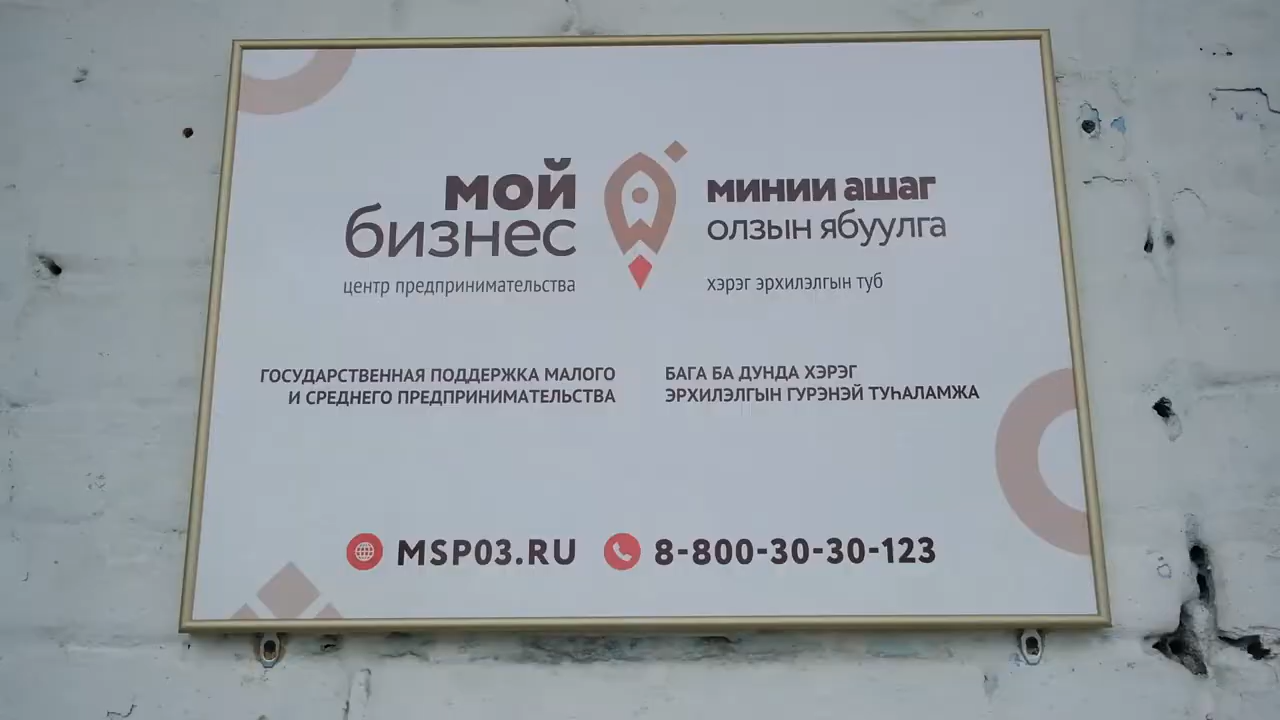 мой
бизнес
центр предпринимательства
минии ашаг
олзын ябуулга
хэрэг эрхилэлгын туб
ГОСУДАРСТВЕННАЯ ПОДДЕРЖКА МАЛОГО
И СРЕДНЕГО ПРЕДПРИНИМАТЕЛЬСТВА
БАГА БА ДУНДА ХЭРЭГ
ЭРХИЛЭЛГЫН ГУРЭНЭЙ ТУҺАЛАМЖА
MSP03.RU
8-800-30-30-123